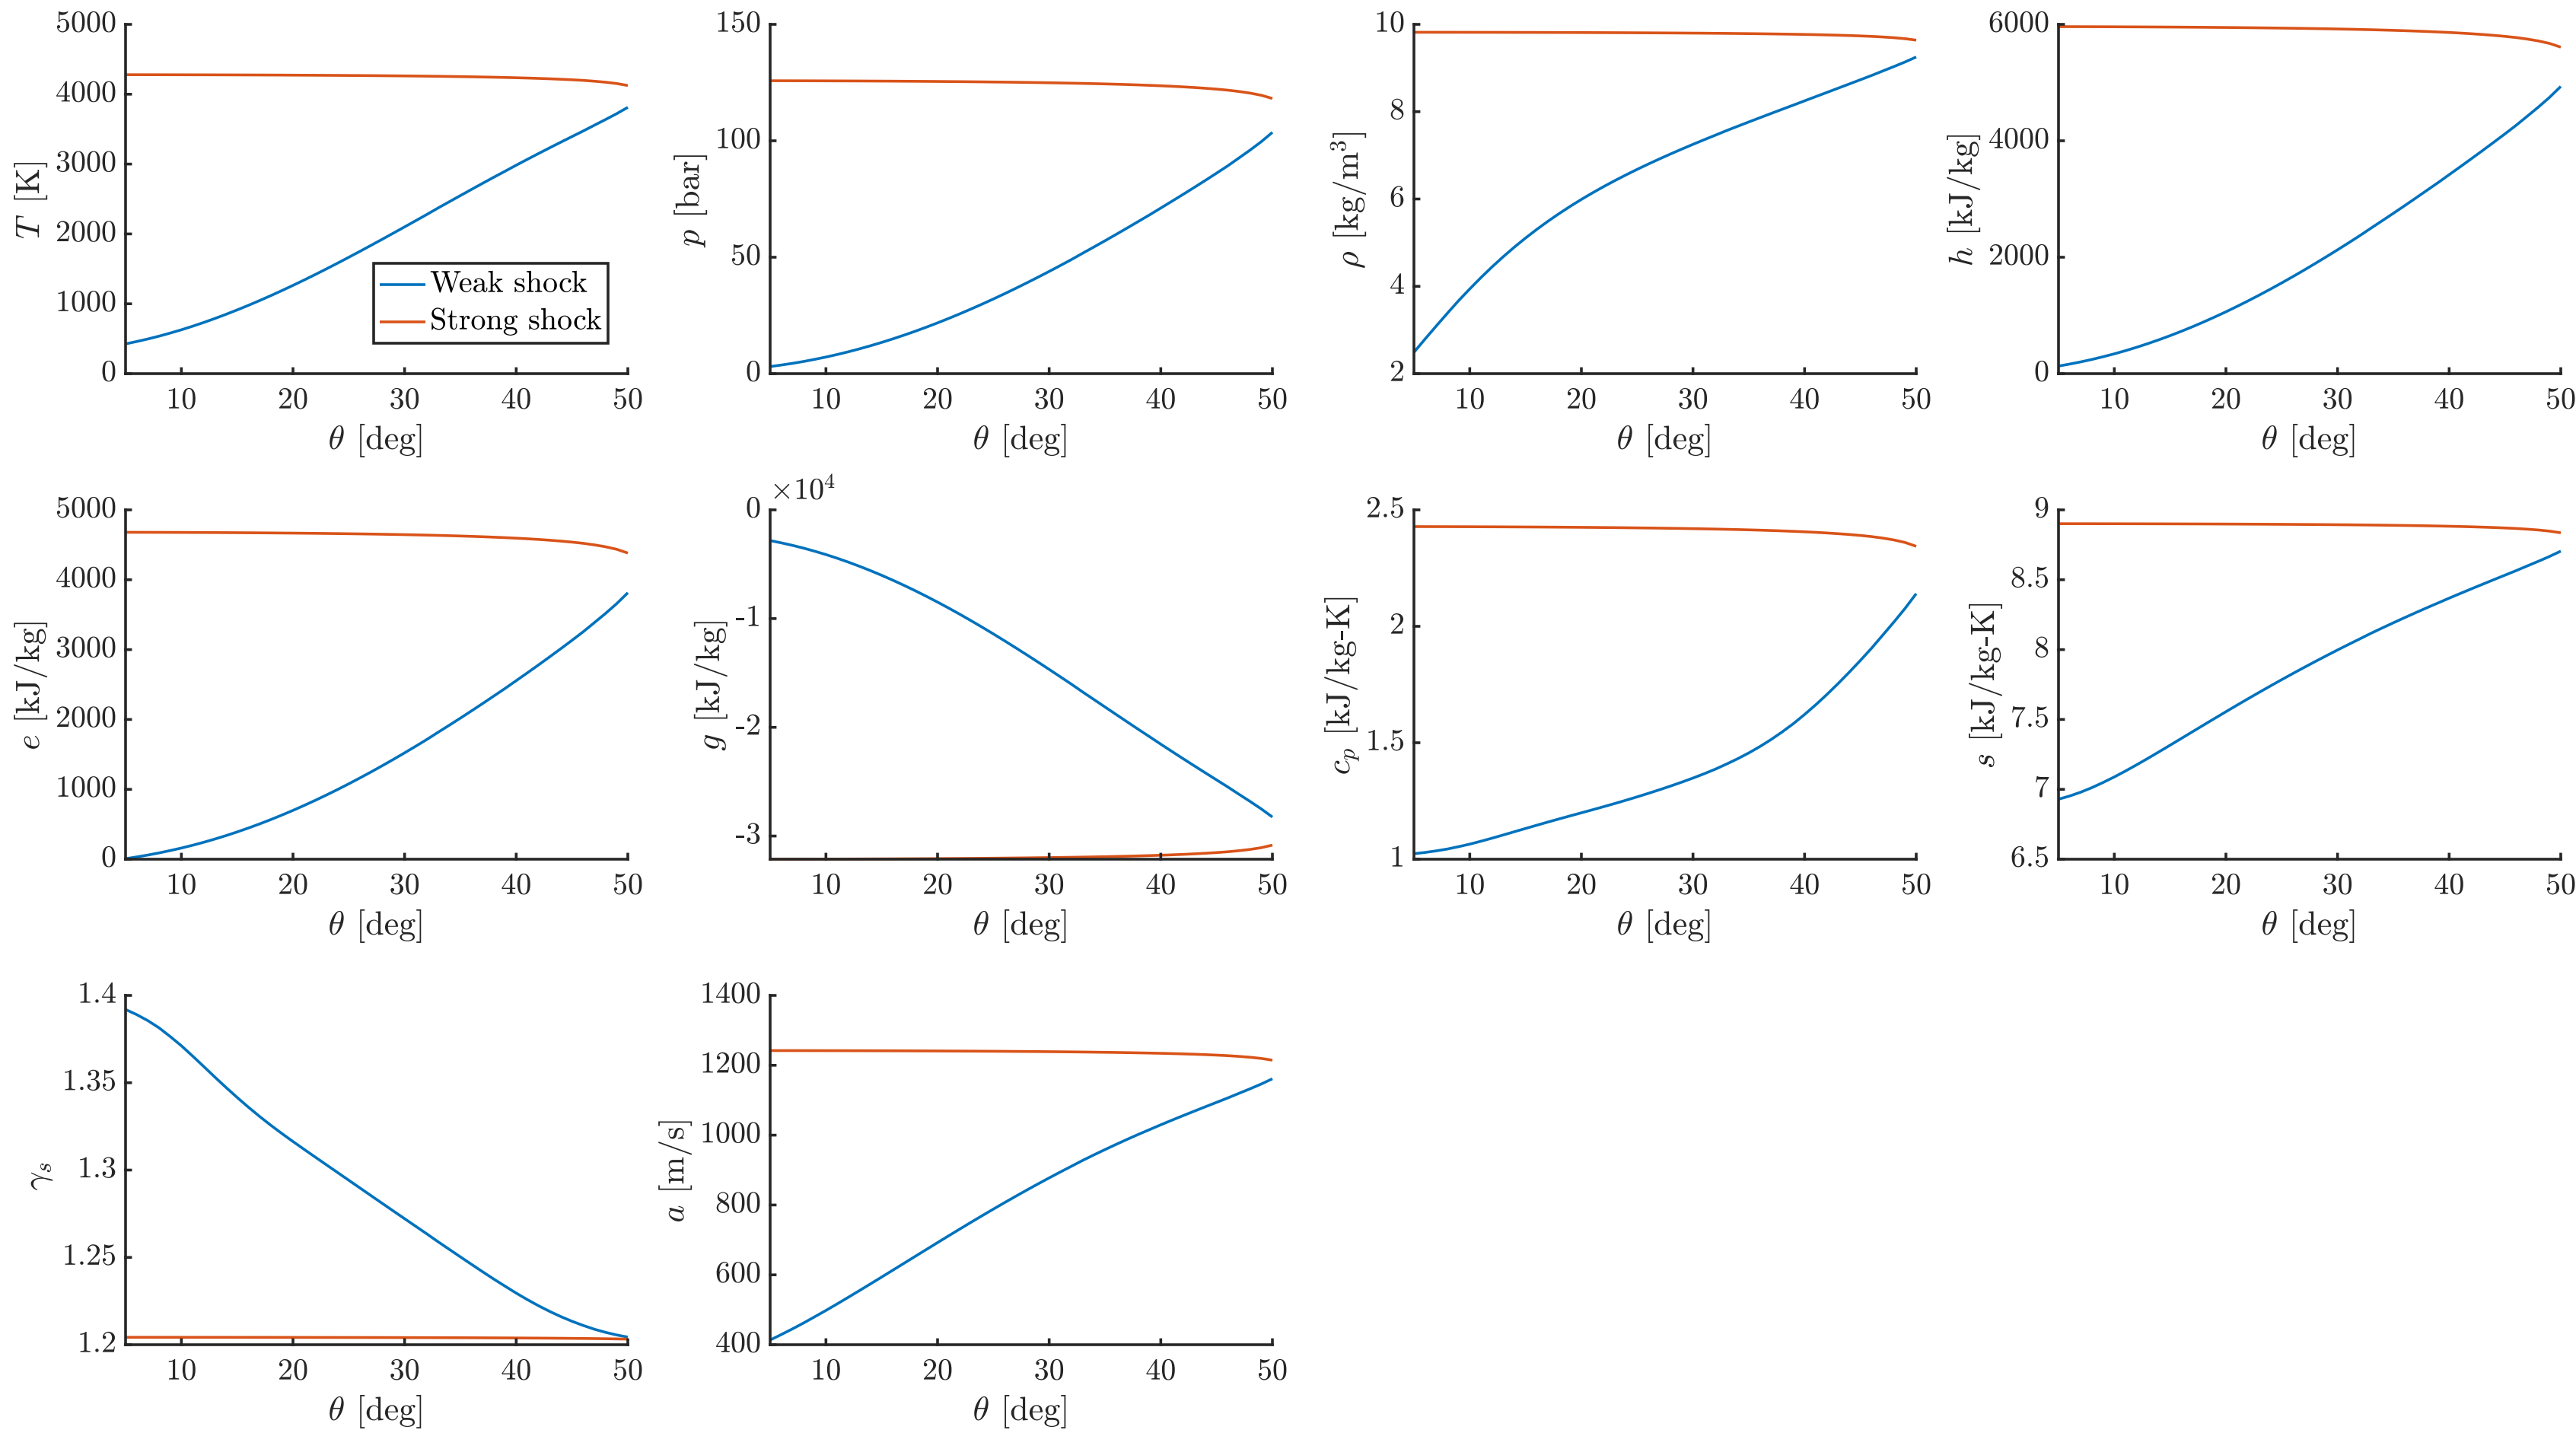 5000
4000
3000
2000
1000
0
T [K]
10 20 30 40 50
θ [deg]
Weak shock
Strong shock
150
100
50
0
p [bar]
10 20 30 40 50
θ [deg]
10
8
6
4
2
ρ [kg/m³]
10 20 30 40 50
θ [deg]
6000
4000
2000
0
h [kJ/kg]
10 20 30 40 50
θ [deg]
5000
4000
3000
2000
1000
0
e [kJ/kg]
10 20 30 40 50
θ [deg]
×10⁴
0
-1
-2
-3
g [kJ/kg]
10 20 30 40 50
θ [deg]
2.5
2
1.5
1
cₚ [kJ/kg-K]
10 20 30 40 50
θ [deg]
9
8.5
8
7.5
7
6.5
s [kJ/kg-K]
10 20 30 40 50
θ [deg]
1.4
1.35
1.3
1.25
1.2
γₛ
10 20 30 40 50
θ [deg]
1400
1200
1000
800
600
400
a [m/s]
10 20 30 40 50
θ [deg]